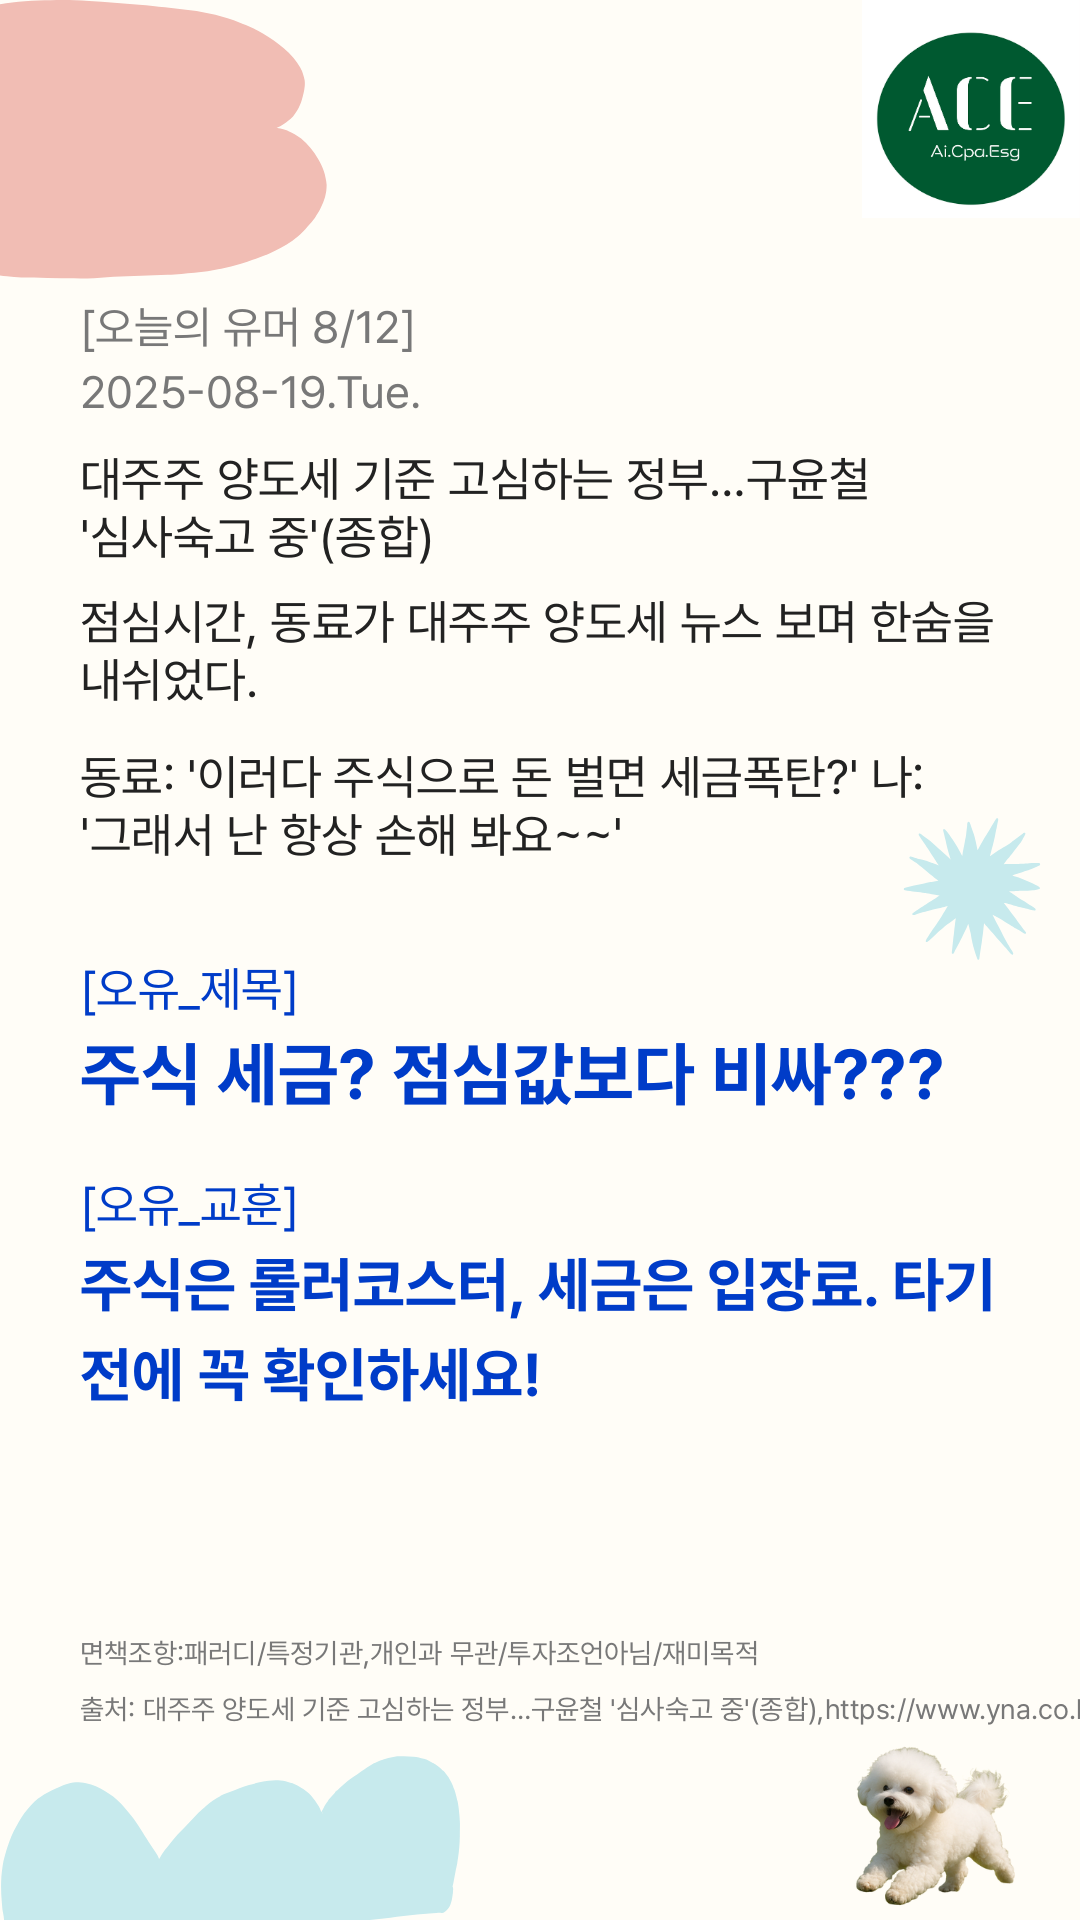 ACE
Ai.Cpa.Esg
[오늘의 유머 8/12]
2025-08-19.Tue.
대주주 양도세 기준 고심하는 정부...구윤철
'심사숙고 중'(종합)
점심시간, 동료가 대주주 양도세 뉴스 보며 한숨을
내쉬었다.
동료: '이러다 주식으로 돈 벌면 세금폭탄?' 나:
'그래서 난 항상 손해 봐요~~'
[오유_제목]
주식 세금? 점심값보다 비싸???
[오유_교훈]
주식은 롤러코스터, 세금은 입장료. 타기
전에 꼭 확인하세요!
면책조항:패러디/특정기관,개인과 무관/투자조언아님/재미목적
출처: 대주주 양도세 기준 고심하는 정부...구윤철 '심사숙고 중'(종합),https://www.yna.co.